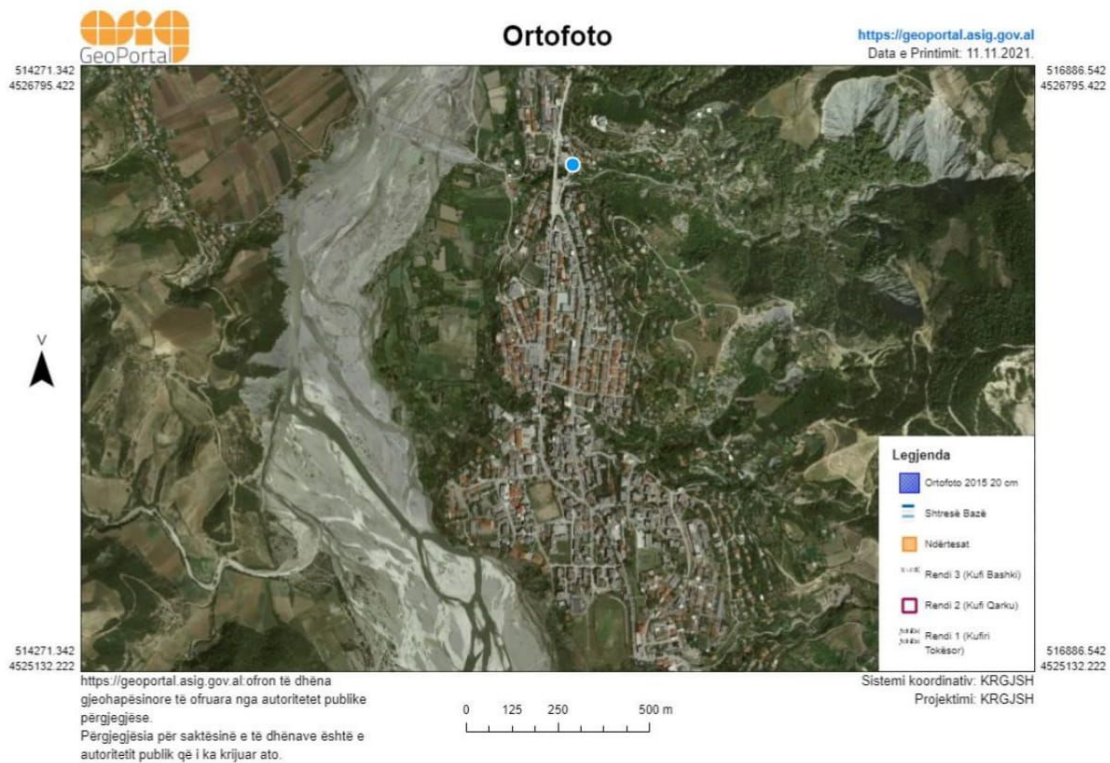 asig
GeoPortal
Ortofoto
https://geoportal.asig.gov.al
Data e Printimit: 11.11.2021.
514271.342
4526795.422
516886.542
4526795.422
V
Legjenda
Ortofoto 2015 20 cm
Shtresë Bazë
Ndërtesat
Rendi 3 (Kufi Bashki)
Rendi 2 (Kufi Qarku)
Rendi 1 (Kufiri
Tokësor)
514271.342
4525132.222
516886.542
4525132.222
https://geoportal.asig.gov.al:ofron të dhëna
gjeohapësinore të ofruara nga autoritetet publike
përgjegjëse.
Përgjegjësia për saktësinë e të dhënave është e
autoritetit publik që i ka krijuar ato.
0 125 250 500 m
Sistemi koordinativ: KRGJSH
Projektimi: KRGJSH